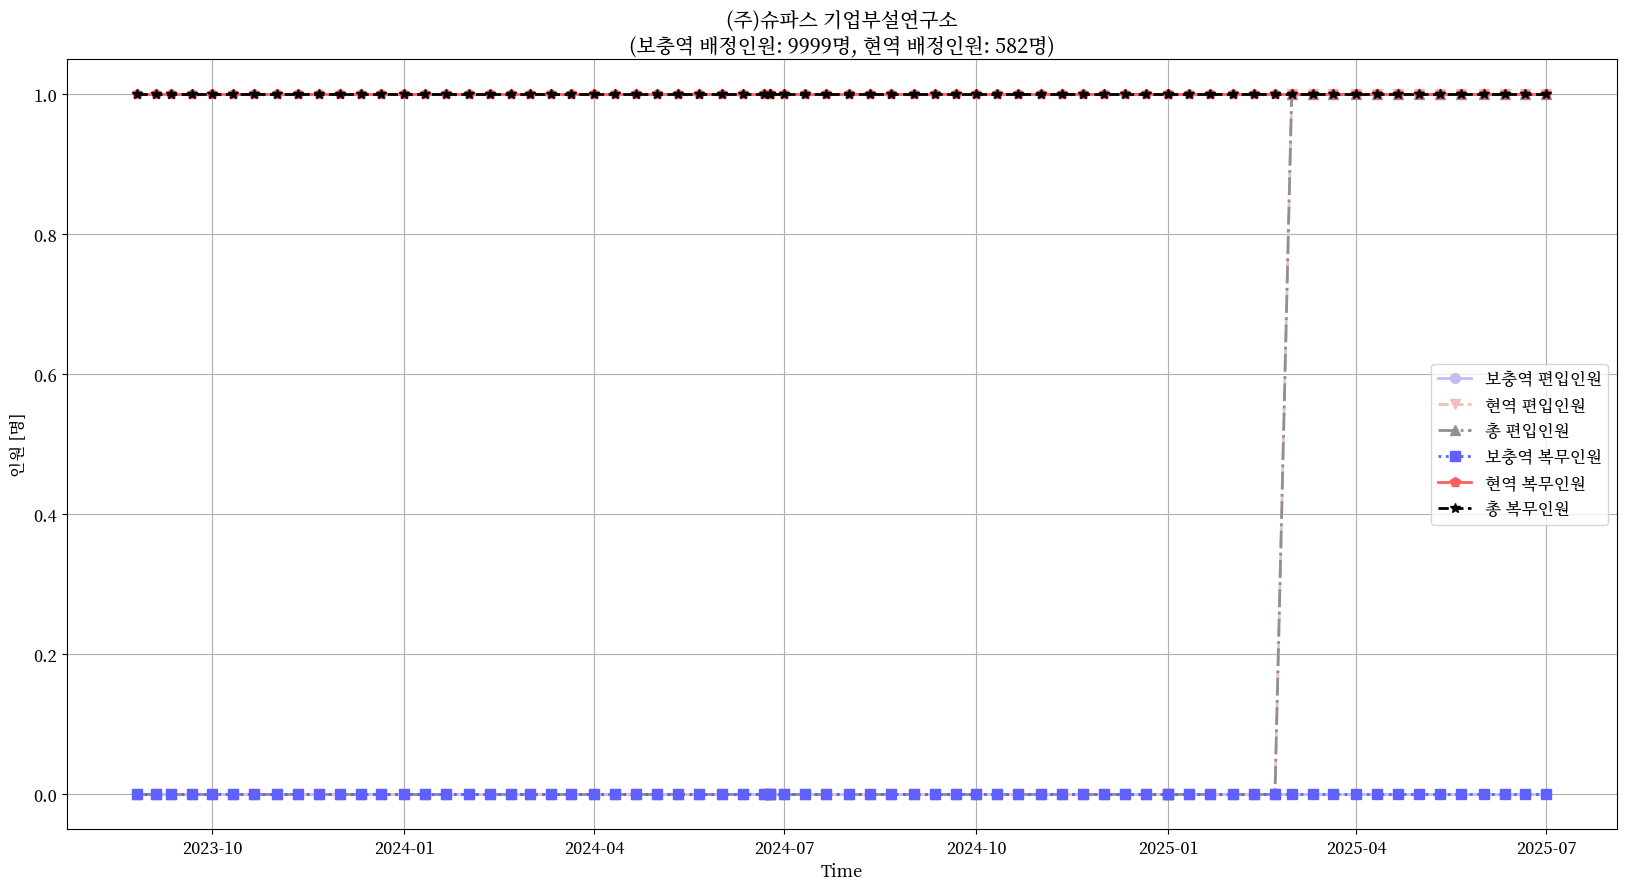 (주)슈파스 기업부설연구소
(보충역 배정인원: 9999명, 현역 배정인원: 582명)
1.0
0.8
0.6
0.4
0.2
0.0
인원 [명]
보충역 편입인원
현역 편입인원
총 편입인원
보충역 복무인원
현역 복무인원
총 복무인원
2023-10
2024-01
2024-04
2024-07
2024-10
2025-01
2025-04
2025-07
Time